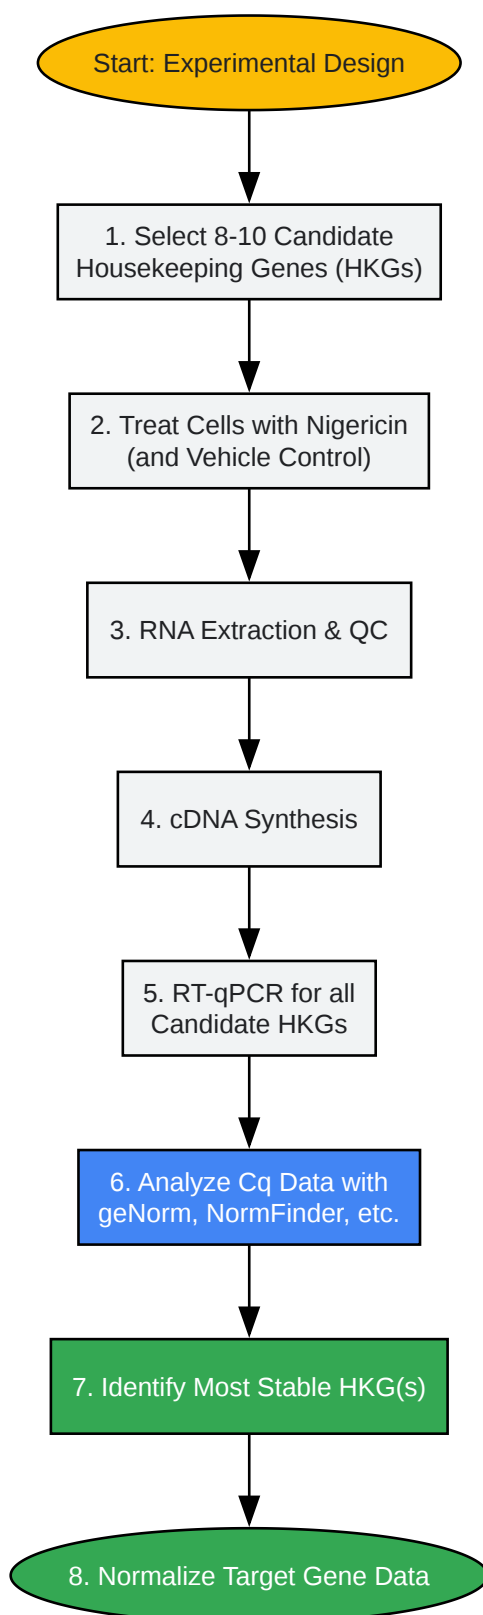 Start: Experimental Design
1. Select 8-10 Candidate
Housekeeping Genes (HKGs)
2. Treat Cells with Nigericin
(and Vehicle Control)
3. RNA Extraction & QC
4. cDNA Synthesis
5. RT-qPCR for all
Candidate HKGs
6. Analyze Cq Data with
geNorm, NormFinder, etc.
7. Identify Most Stable HKG(s)
8. Normalize Target Gene Data